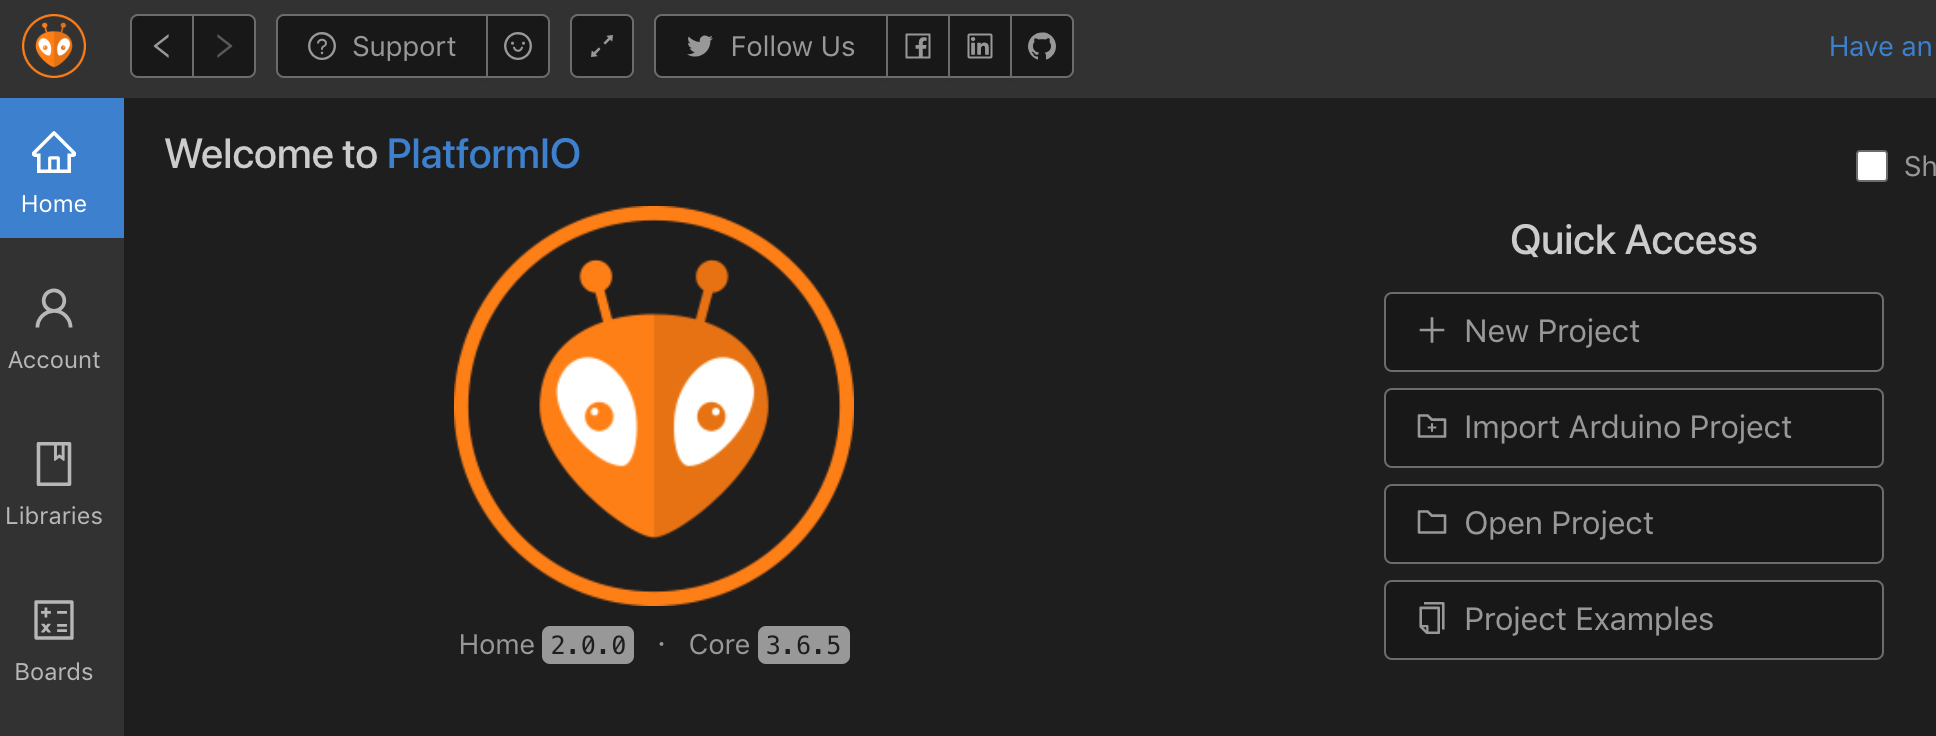 Support
Follow Us
Have an
Home
Account
Libraries
Boards
Welcome to PlatformIO
Sh
Home 2.0.0 · Core 3.6.5
Quick Access
New Project
Import Arduino Project
Open Project
Project Examples